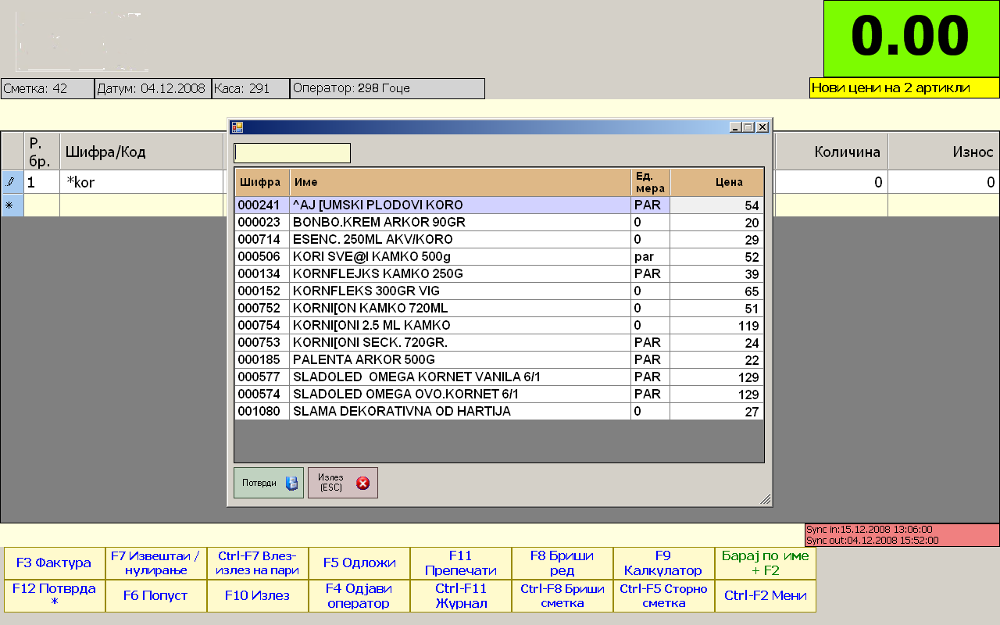 0.00
Сметка: 42 Датум: 04.12.2008 Каса: 291 Оператор: 298 Гоце
Нови цени на 2 артикли
Р. бр. Шифра/Код Количина Износ
1 *kor 0 0
*
Шифра Име Ед. мера Цена
000241 ^AJ [UMSKI PLODOVI KORO PAR 54
000023 BONBO.KREM ARKOR 90GR 0 20
000714 ESENC. 250ML AKV/KORO 0 29
000506 KORI SVE@I KAMKO 500g par 52
000134 KORNFLEJKS KAMKO 250G PAR 39
000152 KORNFLEKS 300GR VIG 0 65
000752 KORNI[ON KAMKO 720ML 0 51
000754 KORNI[ONI 2.5 ML KAMKO 0 119
000753 KORNI[ONI SECK. 720GR. PAR 24
000185 PALENTA ARKOR 500G PAR 22
000577 SLADOLED  OMEGA KORNET VANILA 6/1 PAR 129
000574 SLADOLED OMEGA OVO.KORNET 6/1 PAR 129
001080 SLAMA DEKORATIVNA OD HARTIJA 0 27
Потврди
Излез
(ESC)
Sync in:15.12.2008 13:06:00
Sync out:04.12.2008 15:52:00
F3 Фактура
F7 Извештаи /
нулирање
Ctrl-F7 Влез-
излез на пари
F5 Одложи
F11
Препечати
F8 Бриши
ред
F9
Калкулатор
Барај по име
+ F2
F12 Потврда
*
F6 Попуст
F10 Излез
F4 Одјави
оператор
Ctrl-F11
Журнал
Ctrl-F8 Бриши
сметка
Ctrl-F5 Сторно
сметка
Ctrl-F2 Мени